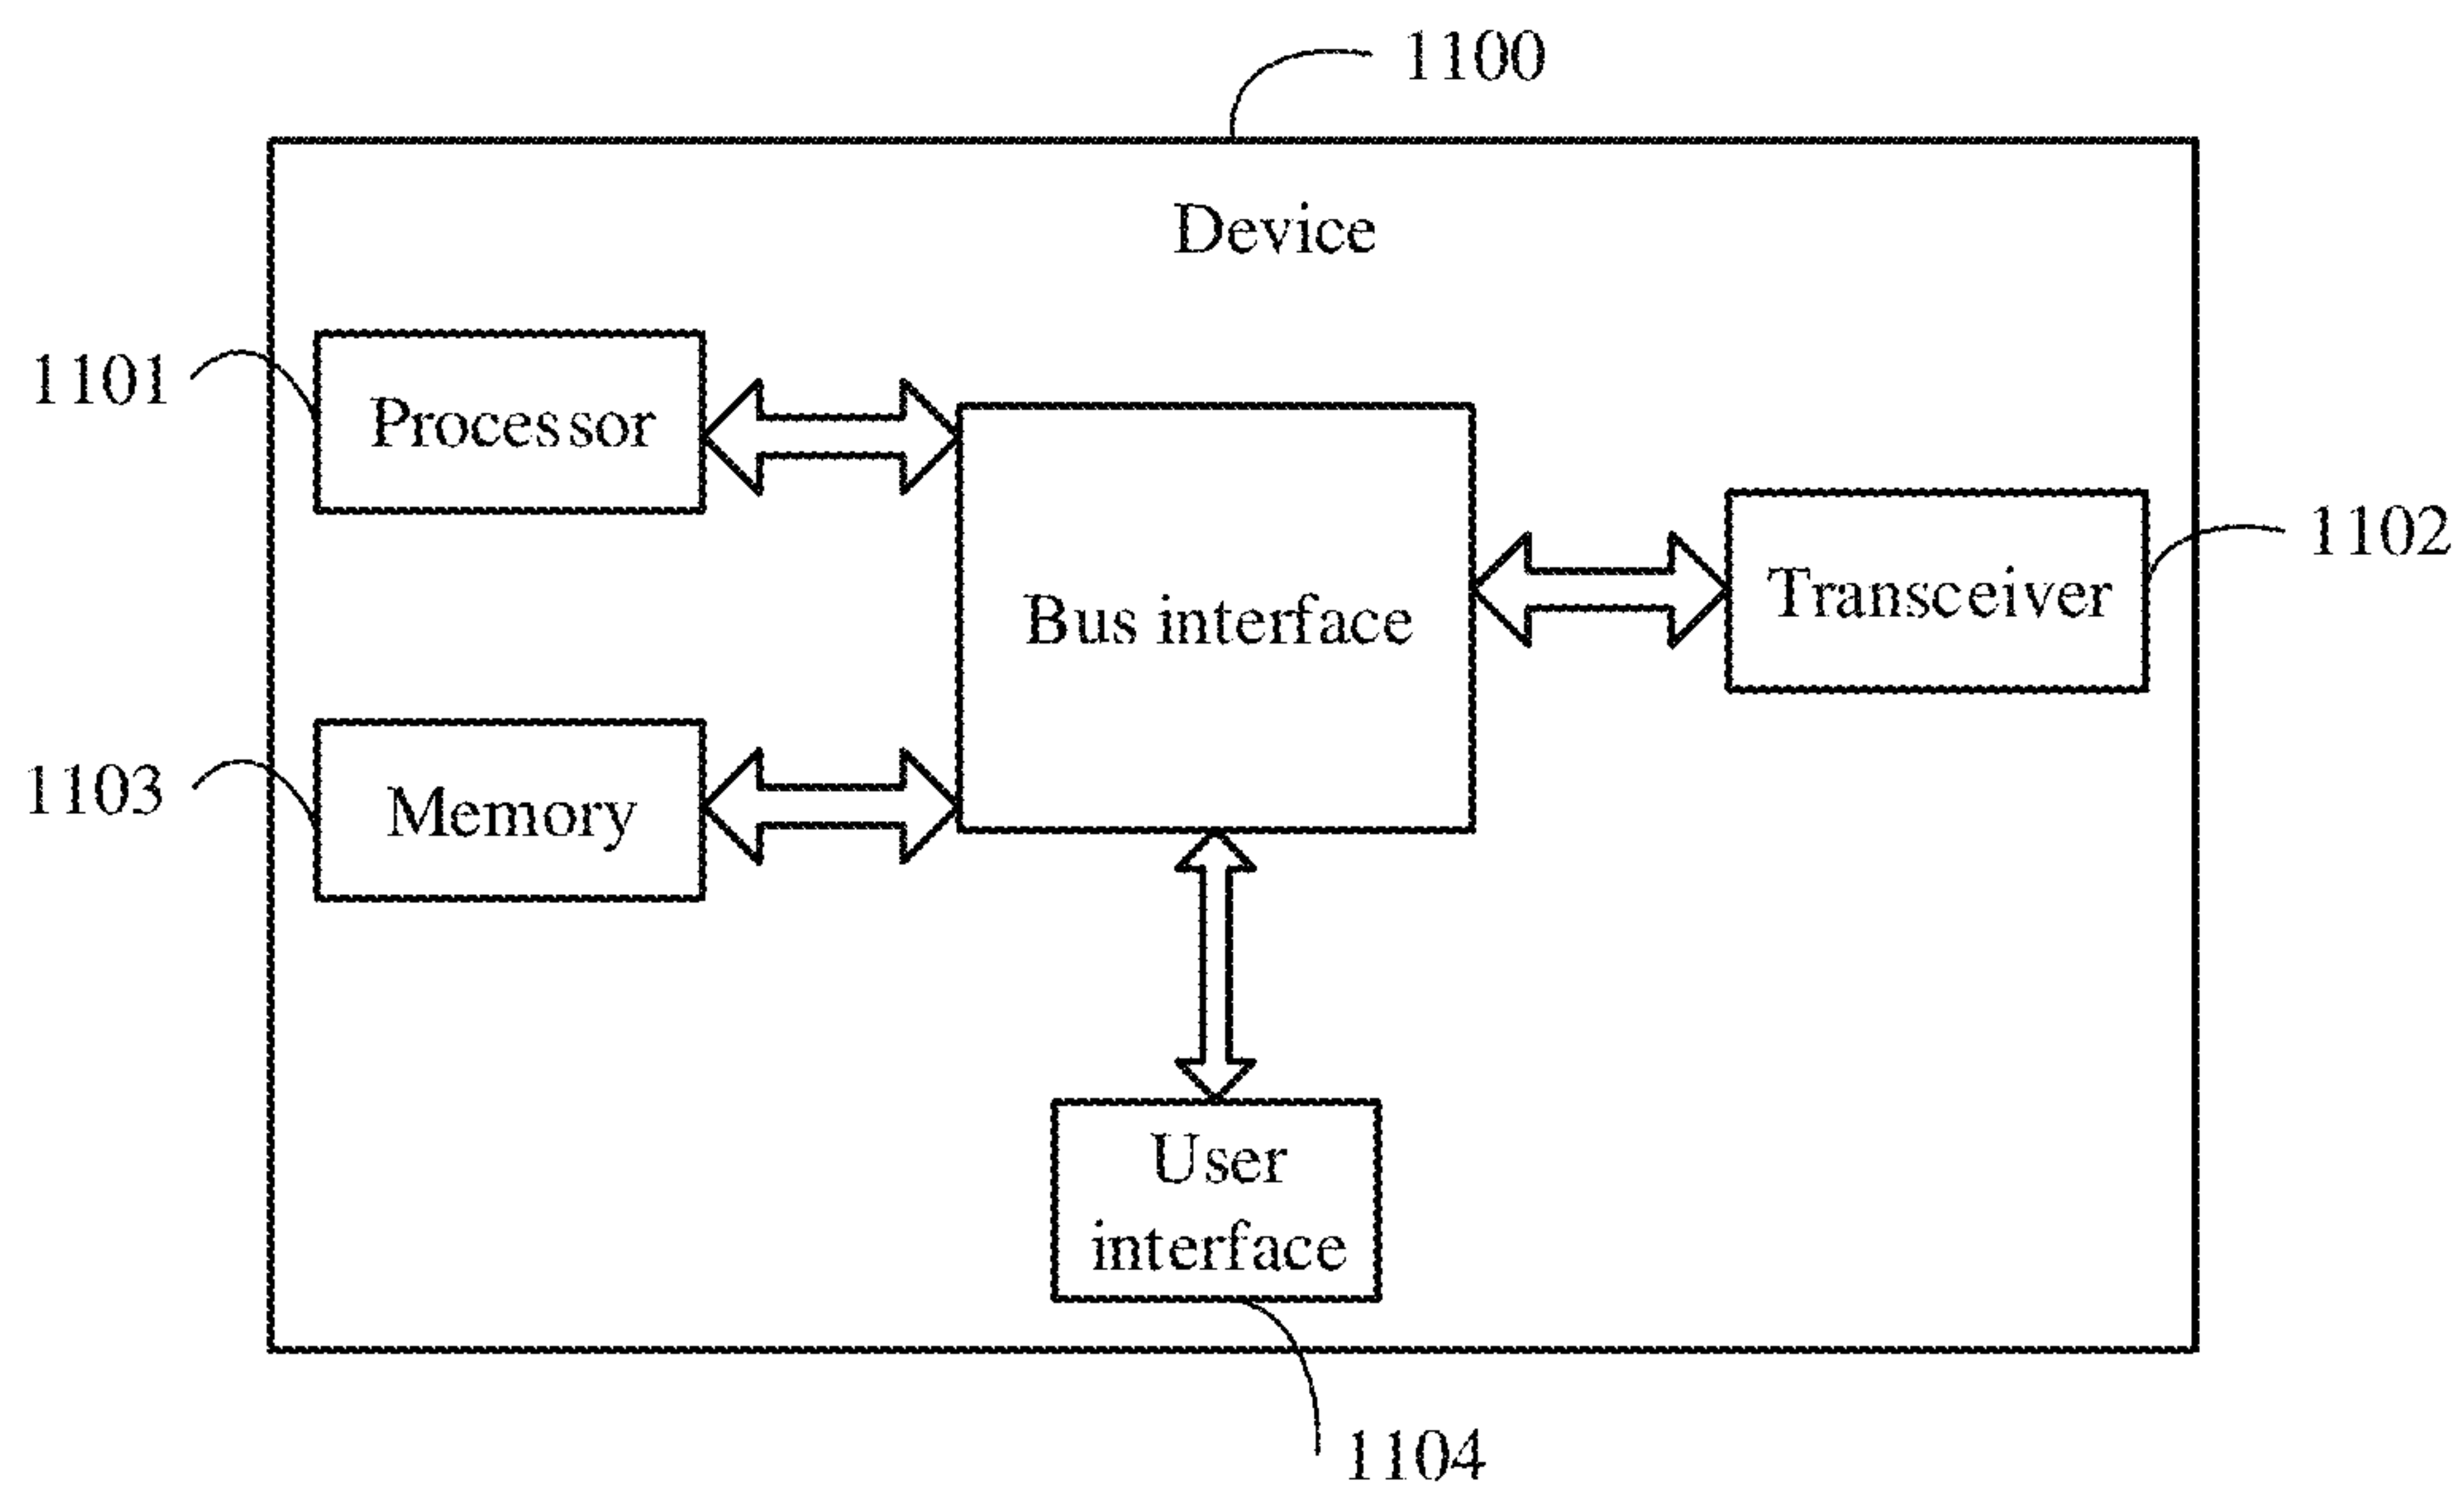 1100
Device
1101
Processor
Bus interface
Transceiver
1102
1103
Memory
User
interface
1104